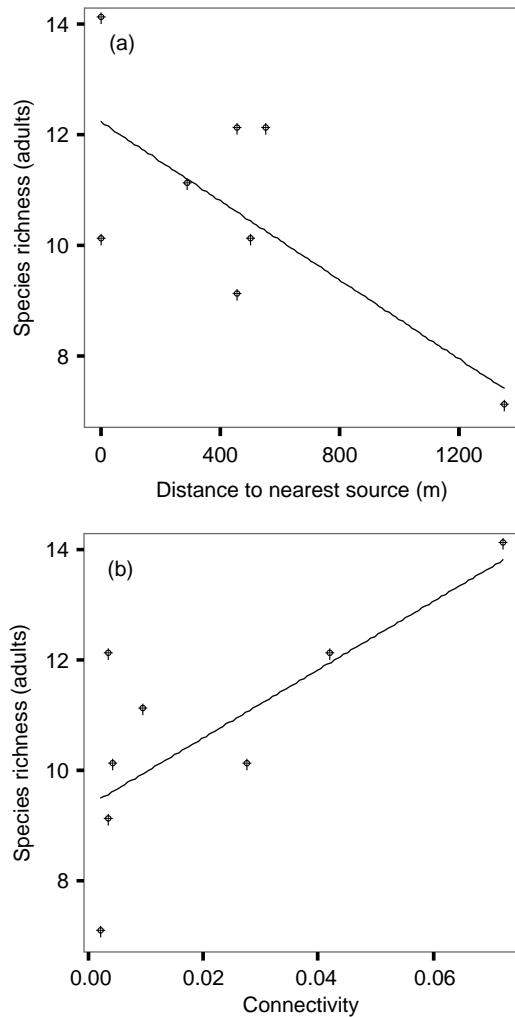 14
(a)
12
10
8
Species richness (adults)
0 400 800 1200
Distance to nearest source (m)
14
(b)
12
10
8
Species richness (adults)
0.00 0.02 0.04 0.06
Connectivity